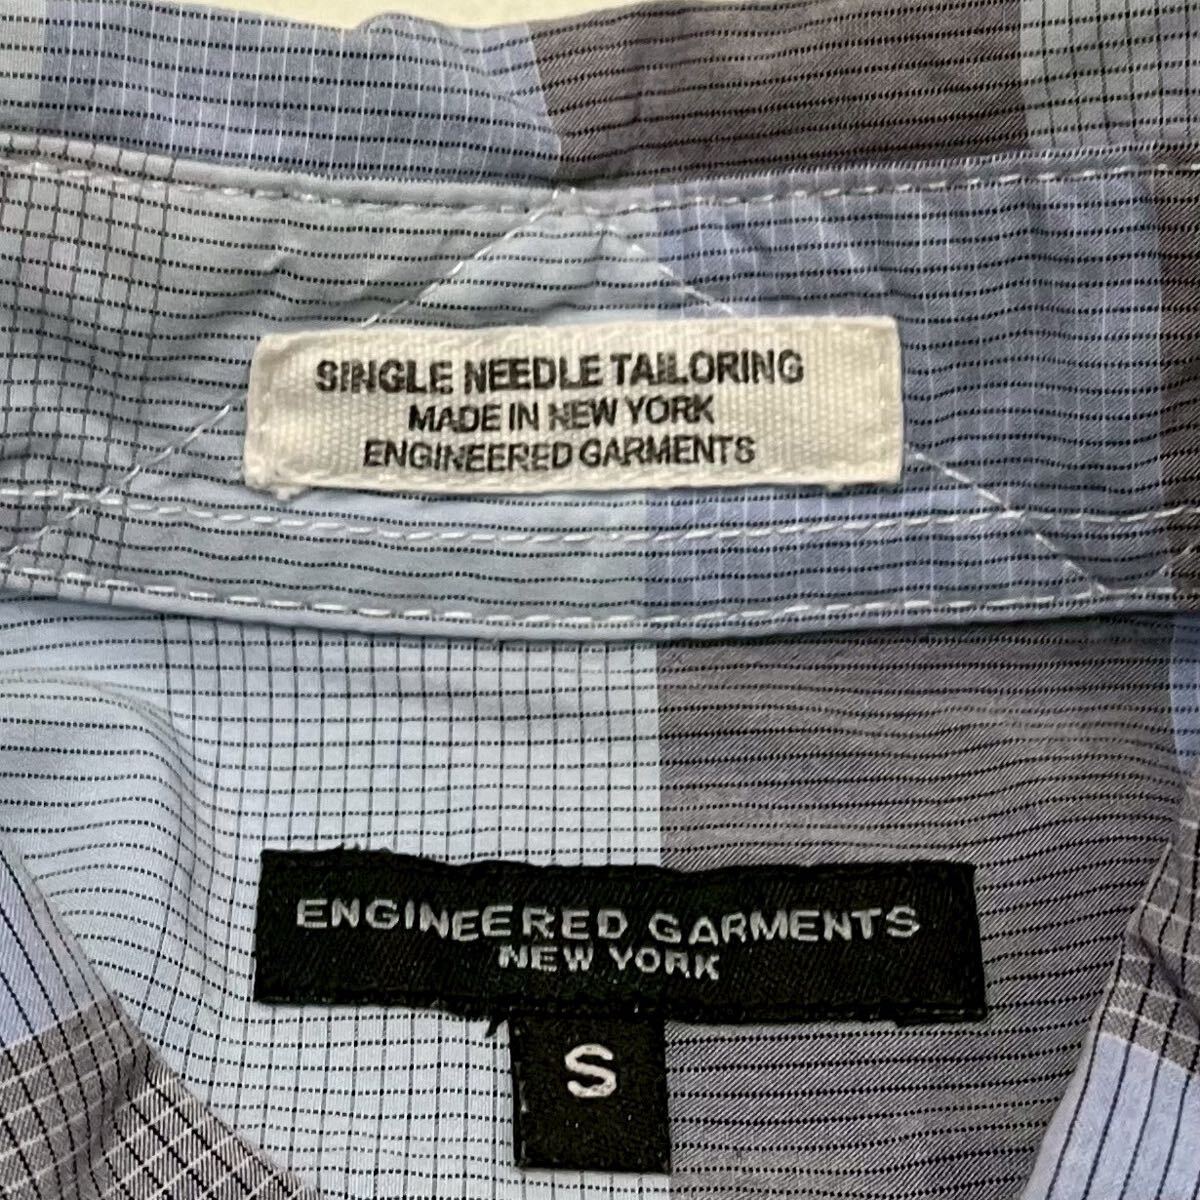 SINGLE NEEDLE TAILORING
MADE IN NEW YORK
ENGINEERED GARMENTS
ENGINEERED GARMENTS
NEW YORK
S